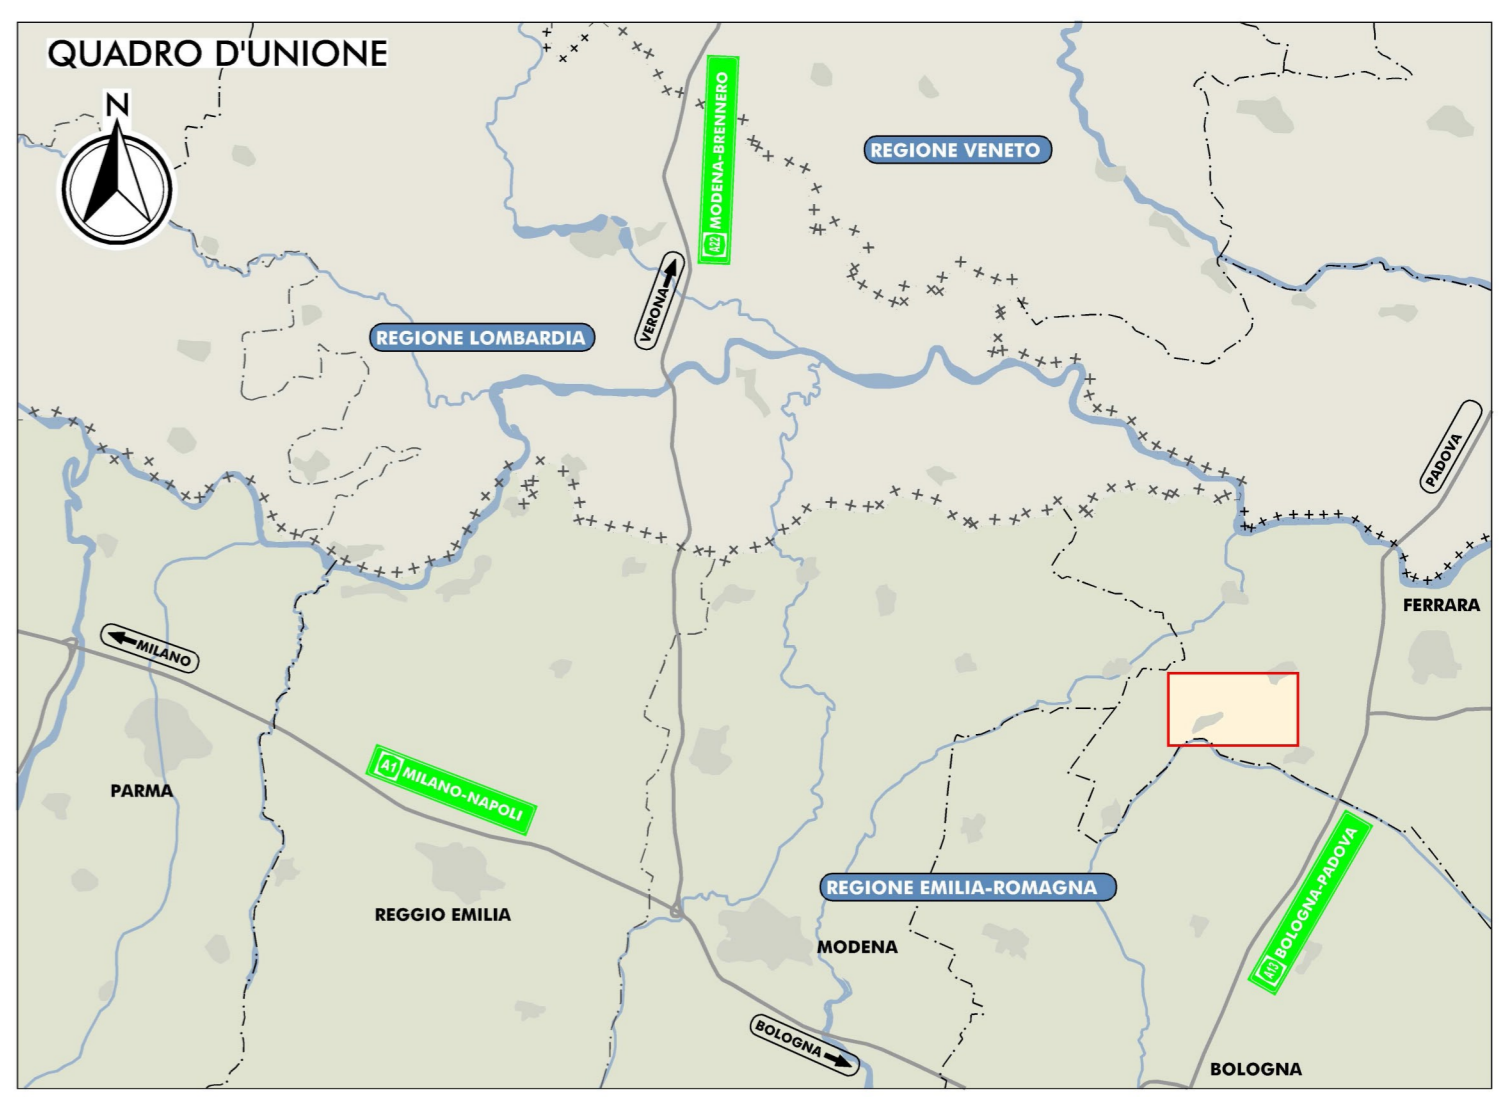 QUADRO D'UNIONE
N
A22 MODENA-BRENNERO
REGIONE VENETO
VERONA
REGIONE LOMBARDIA
PADOVA
FERRARA
MILANO
PARMA
A1 MILANO-NAPOLI
REGIONE EMILIA-ROMAGNA
A13 BOLOGNA-PADOVA
REGGIO EMILIA
MODENA
BOLOGNA
BOLOGNA